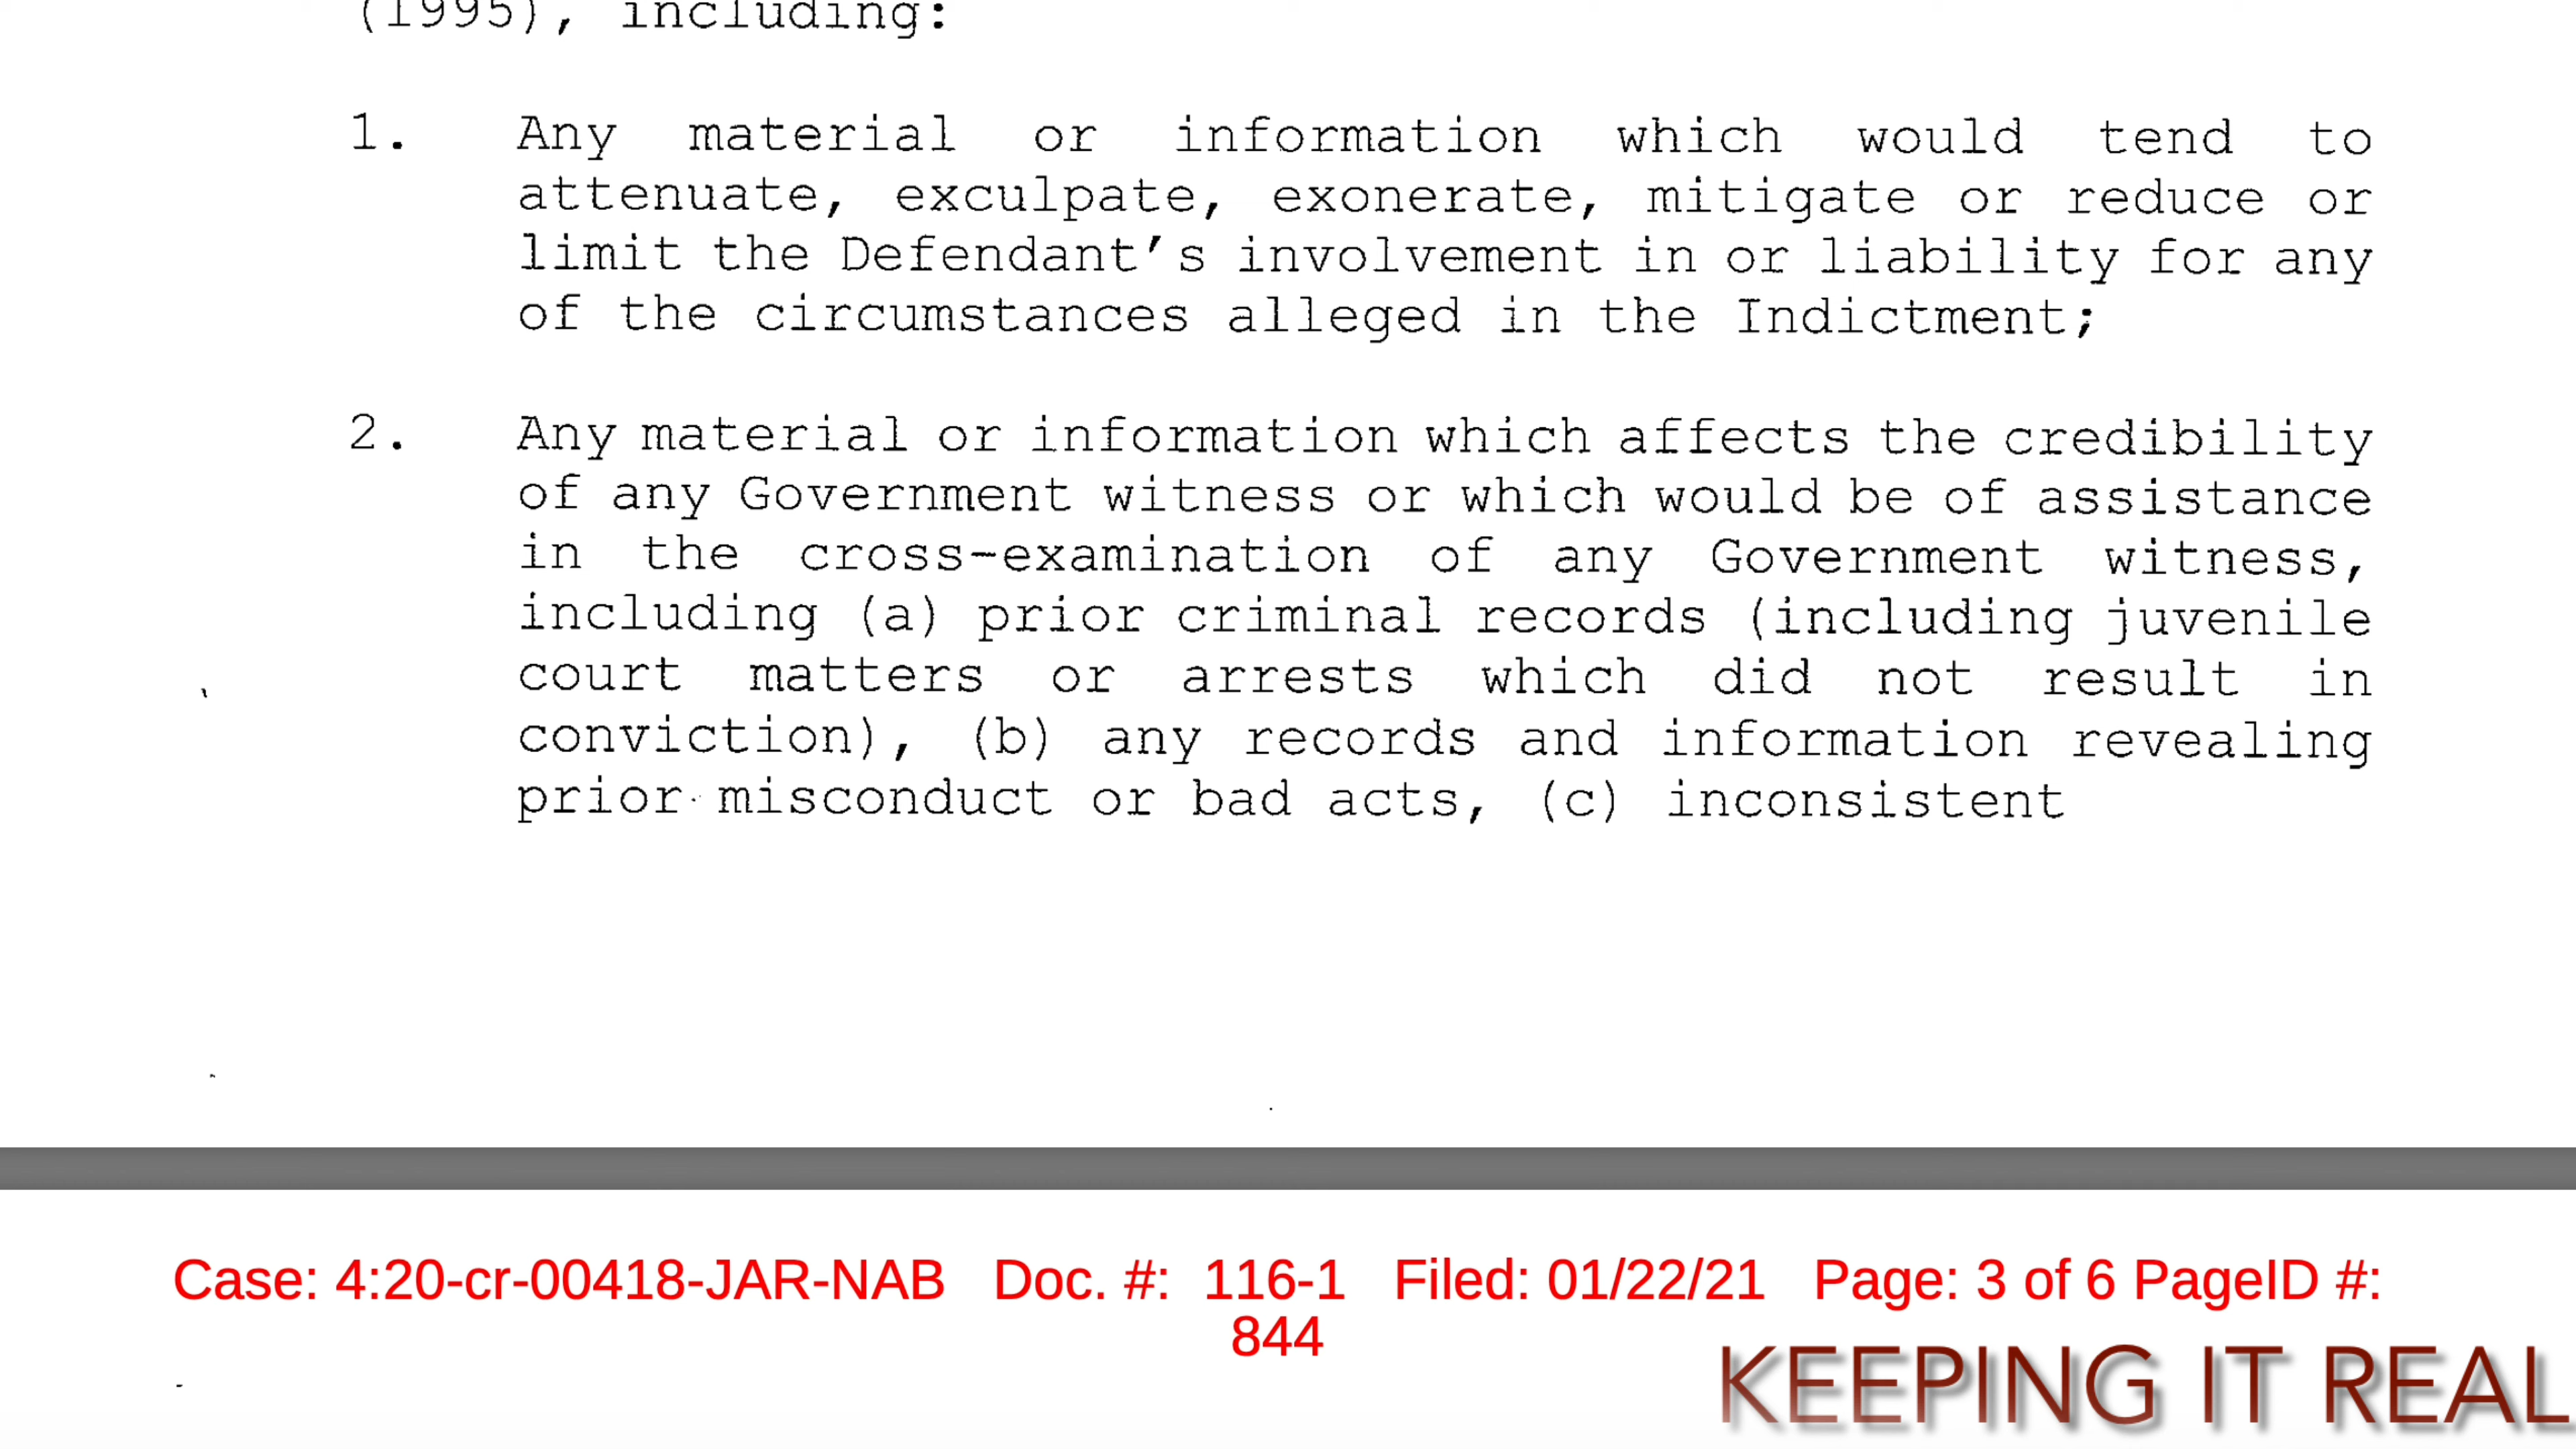 (1995), including:
1. Any material or information which would tend to
attenuate, exculpate, exonerate, mitigate or reduce or
limit the Defendant's involvement in or liability for any
of the circumstances alleged in the Indictment;
2. Any material or information which affects the credibility
of any Government witness or which would be of assistance
in the cross-examination of any Government witness,
including (a) prior criminal records (including juvenile
court matters or arrests which did not result in
conviction), (b) any records and information revealing
prior misconduct or bad acts, (c) inconsistent
Case: 4:20-cr-00418-JAR-NAB Doc. #: 116-1 Filed: 01/22/21 Page: 3 of 6 PageID #:
844
KEEPING IT REAL